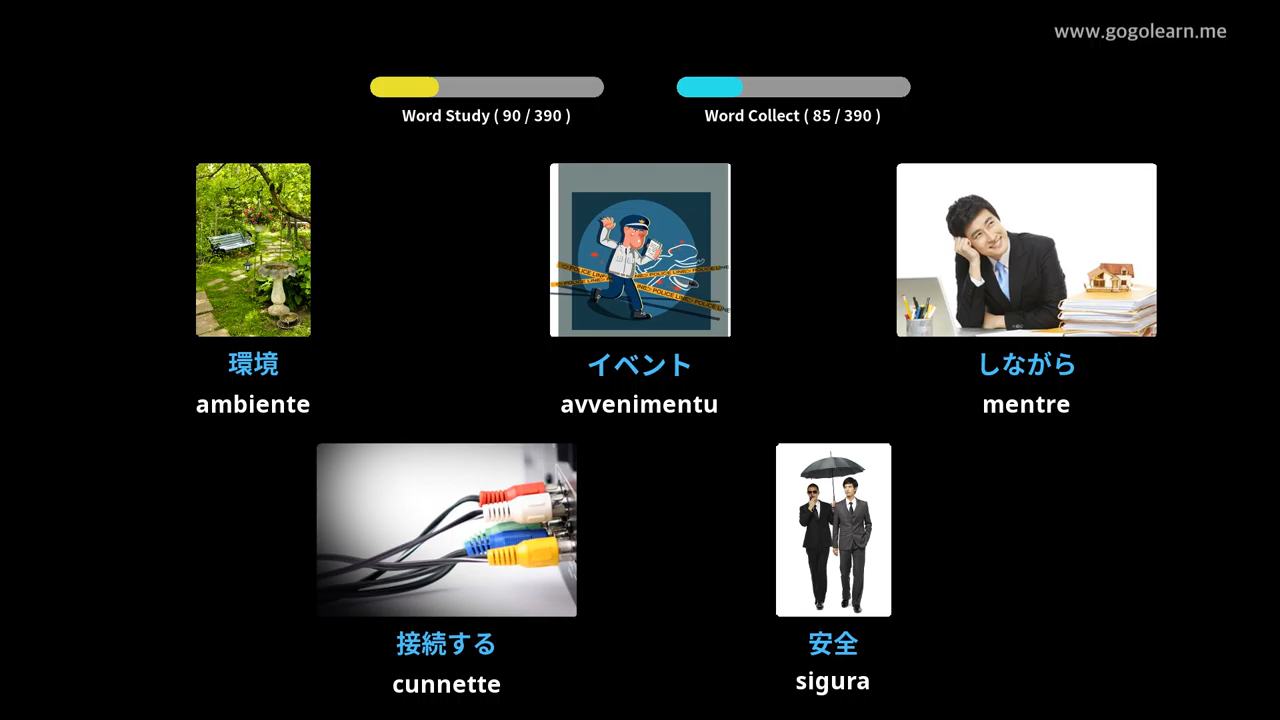 www.gogolearn.me
Word Study ( 90 / 390 )
Word Collect ( 85 / 390 )
環境
イベント
しながら
ambiente
avvenimentu
mentre
接続する
安全
cunnette
sigura